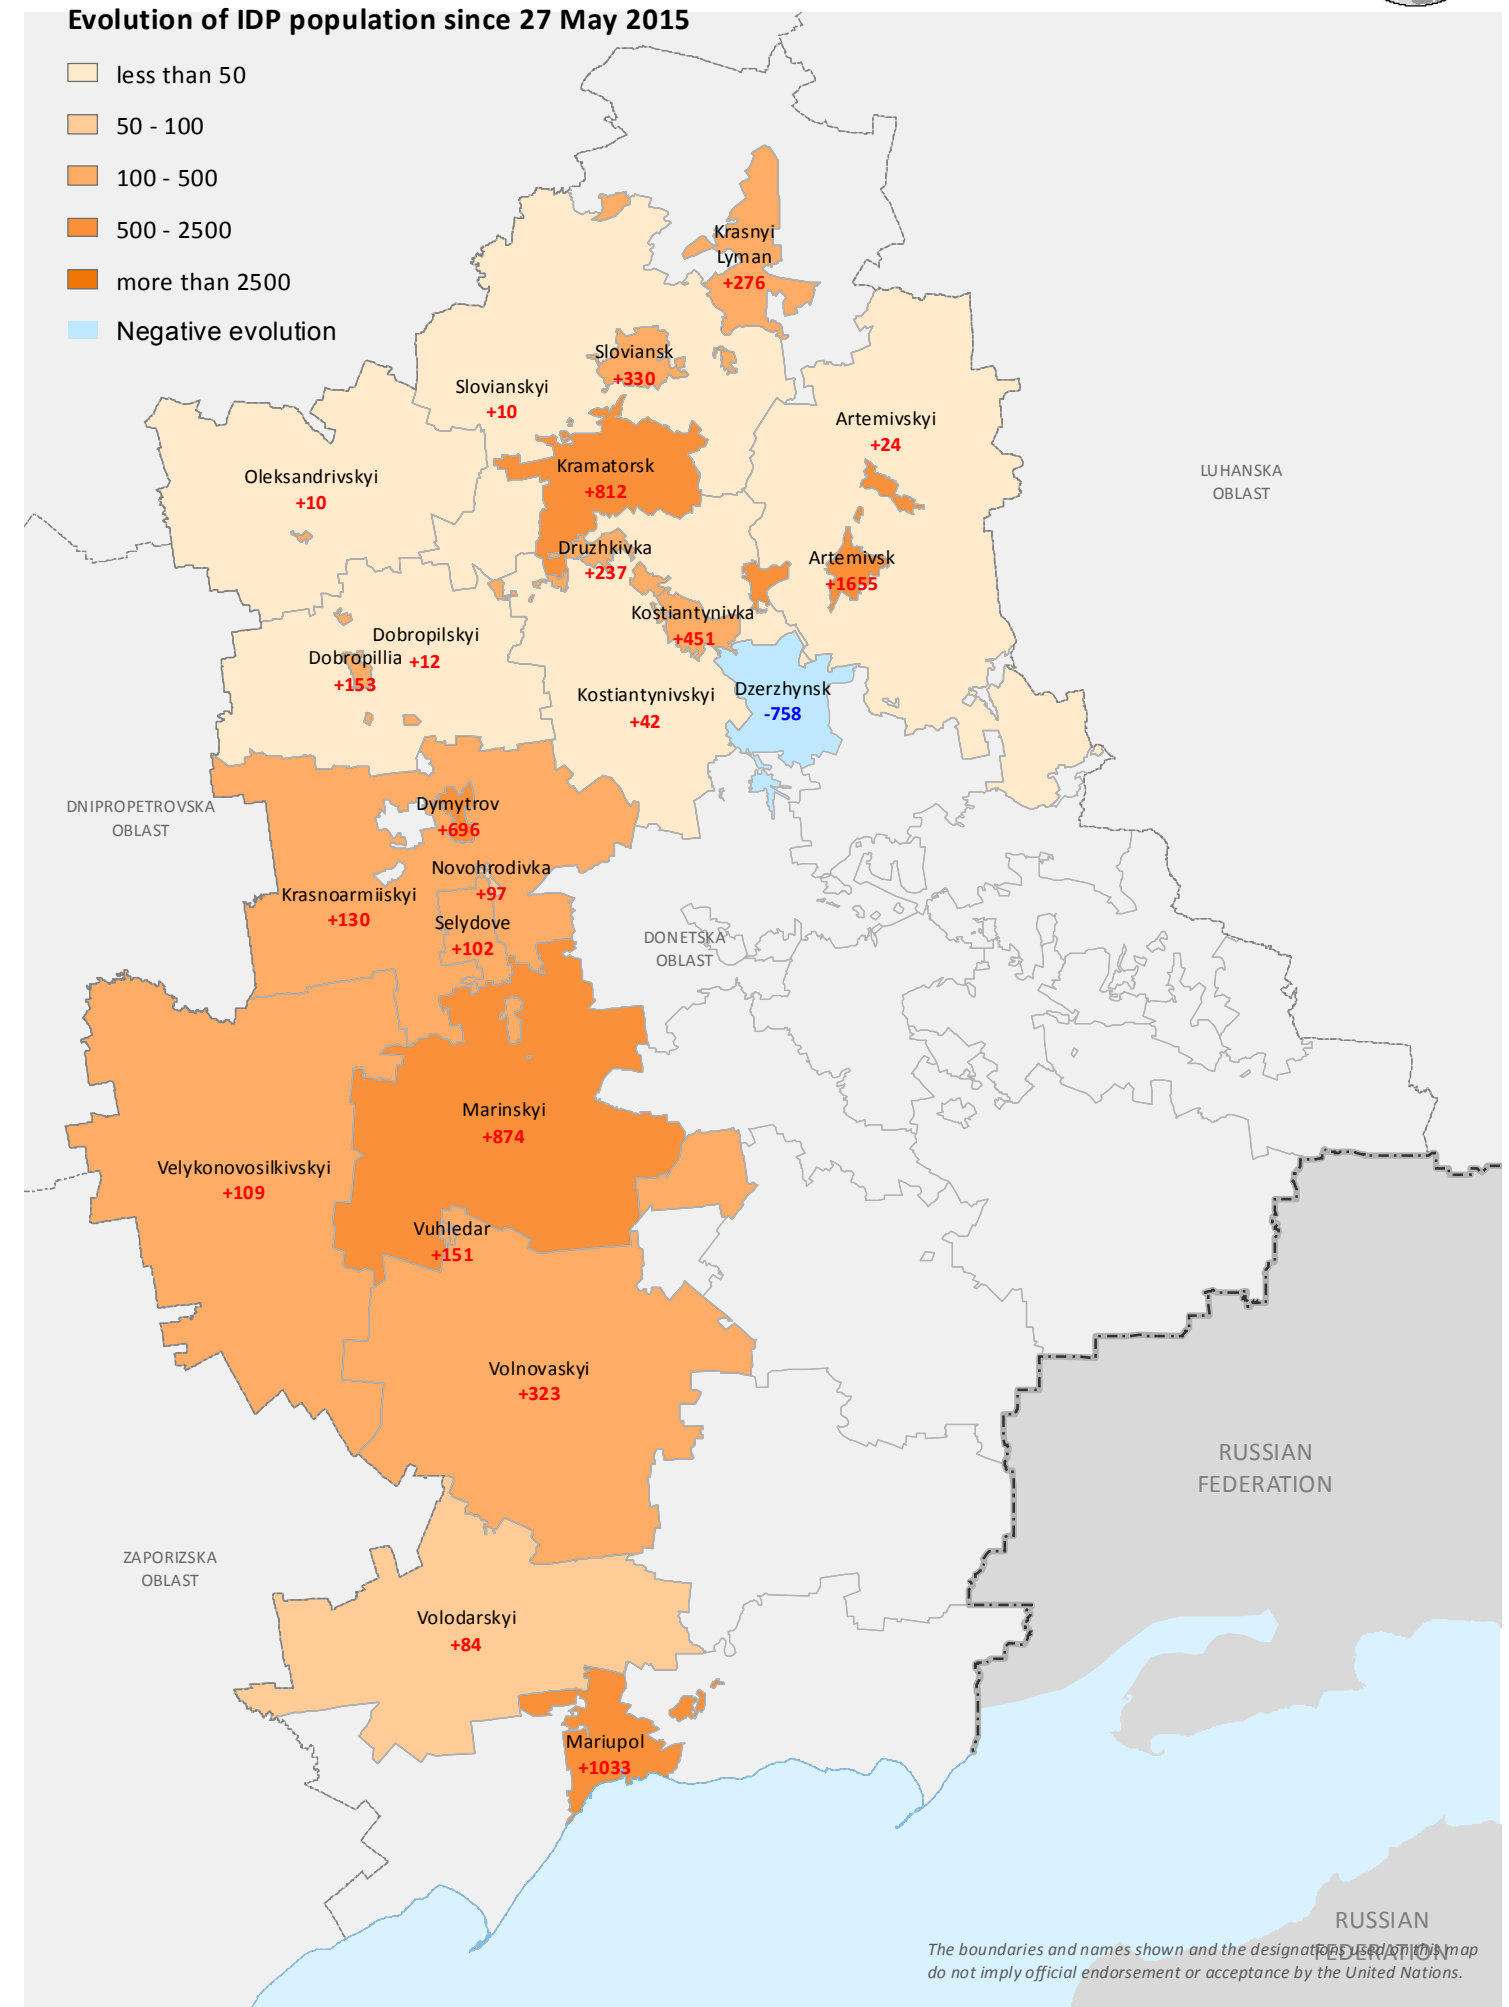 Evolution of IDP population since 27 May 2015
less than 50
50 - 100
100 - 500
500 - 2500
more than 2500
Negative evolution
Krasnyi
Lyman
+276
Sloviansk
+330
Slovianskyi
+10
Artemivskyi
+24
Kramatorsk
+812
Oleksandrivskyi
+10
LUHANSKA
OBLAST
Druzhkivka
+237
Artemivsk
+1655
Kostiantynivka
+451
Dobropilskyi
+12
Dobropillia
+153
Kostiantynivskyi
+42
Dzerzhynsk
-758
DNIPROPETROVSKA
OBLAST
Dymytrov
+696
Novohrodivka
+97
Krasnoarmiiskyi
+130
Selydove
+102
DONETSKA
OBLAST
Marinskyi
+874
Velykonovosilkivskyi
+109
Vuhledar
+151
Volnovaskyi
+323
RUSSIAN
FEDERATION
ZAPORIZSKA
OBLAST
Volodarskyi
+84
Mariupol
+1033
RUSSIAN
FEDERATION
The boundaries and names shown and the designations used on this map
do not imply official endorsement or acceptance by the United Nations.